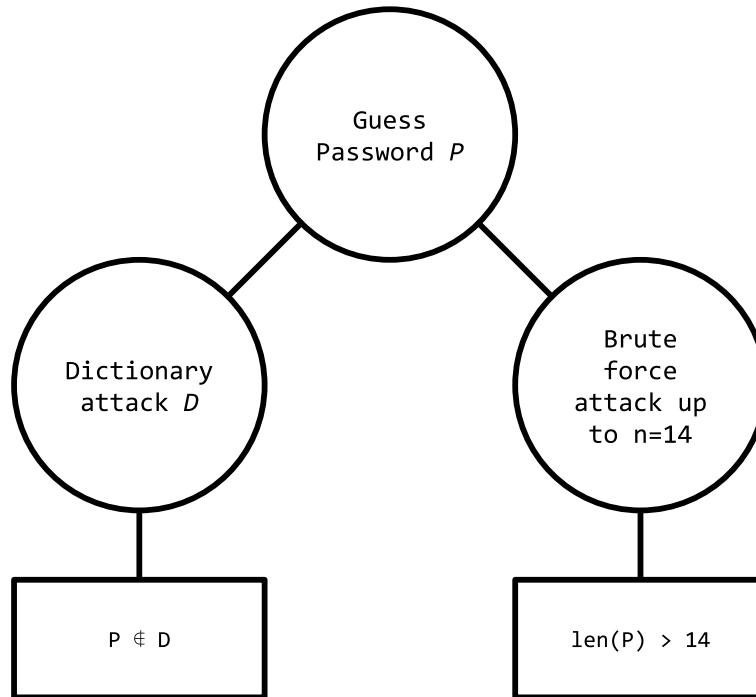 Guess
Password P
Dictionary
attack D
Brute
force
attack up
to n=14
P ∉ D
len(P) > 14